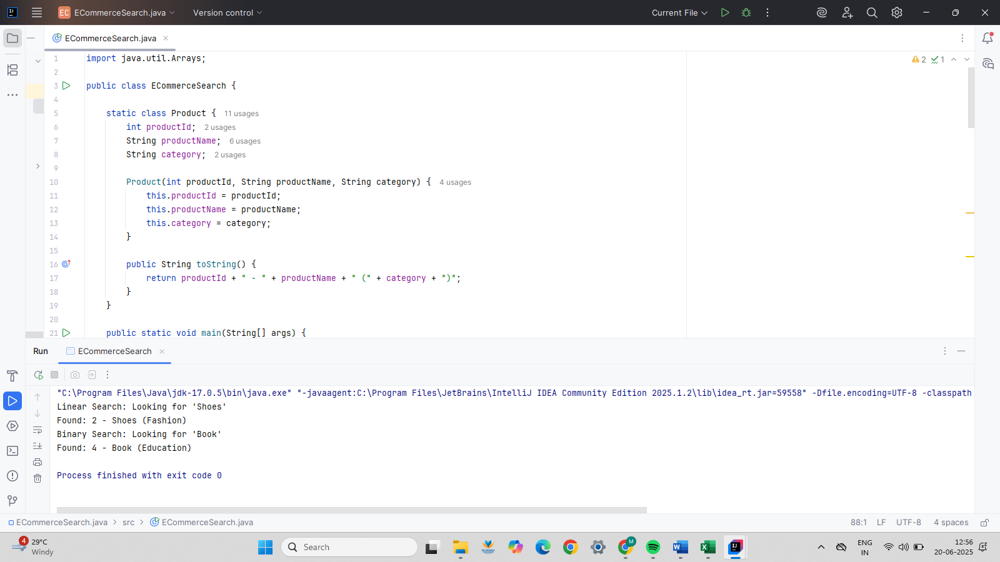 EC ECommerceSearch.java Version control Current File
ECommerceSearch.java
1 import java.util.Arrays; 2 1
2
3 public class ECommerceSearch {
4
5 static class Product { 11 usages
6 int productId; 2 usages
7 String productName; 6 usages
8 String category; 2 usages
9
10 Product(int productId, String productName, String category) { 4 usages
11 this.productId = productId;
12 this.productName = productName;
13 this.category = category;
14 }
15
16 public String toString() {
17 return productId + " - " + productName + " (" + category + ")";
18 }
19 }
20
21 public static void main(String[] args) {
Run ECommerceSearch
"C:\Program Files\Java\jdk-17.0.5\bin\java.exe" "-javaagent:C:\Program Files\JetBrains\IntelliJ IDEA Community Edition 2025.1.2\lib\idea_rt.jar=59558" -Dfile.encoding=UTF-8 -classpath
Linear Search: Looking for 'Shoes'
Found: 2 - Shoes (Fashion)
Binary Search: Looking for 'Book'
Found: 4 - Book (Education)
Process finished with exit code 0
ECommerceSearch.java > src > ECommerceSearch.java 88:1 LF UTF-8 4 spaces
4 29°C
Windy
Search
M
ENG
IN
12:56
20-06-2025